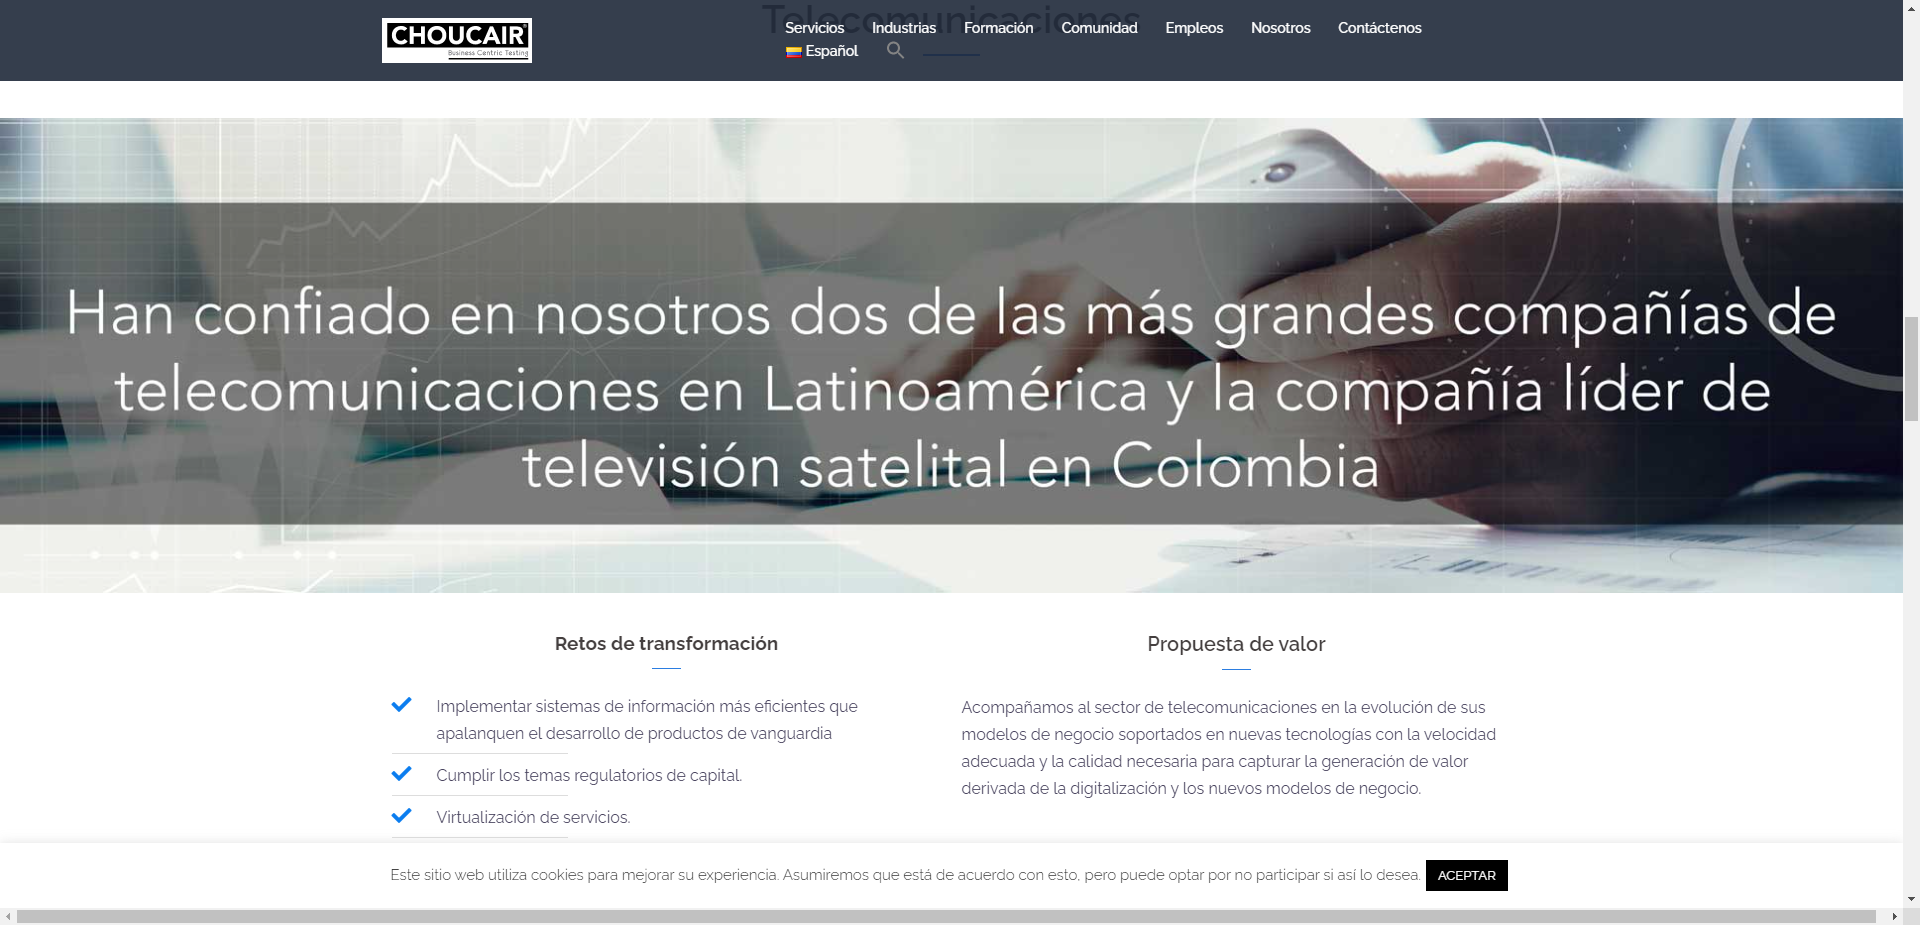 Telecomunicaciones
CHOUCAIR
Business Centric Testing
Servicios Industrias Formación Comunidad Empleos Nosotros Contáctenos
Español
Han confiado en nosotros dos de las más grandes compañías de
telecomunicaciones en Latinoamérica y la compañía líder de
televisión satelital en Colombia
Retos de transformación
Implementar sistemas de información más eficientes que
apalanquen el desarrollo de productos de vanguardia
Cumplir los temas regulatorios de capital.
Virtualización de servicios.
Propuesta de valor
Acompañamos al sector de telecomunicaciones en la evolución de sus
modelos de negocio soportados en nuevas tecnologías con la velocidad
adecuada y la calidad necesaria para capturar la generación de valor
derivada de la digitalización y los nuevos modelos de negocio.
Este sitio web utiliza cookies para mejorar su experiencia. Asumiremos que está de acuerdo con esto, pero puede optar por no participar si así lo desea. ACEPTAR